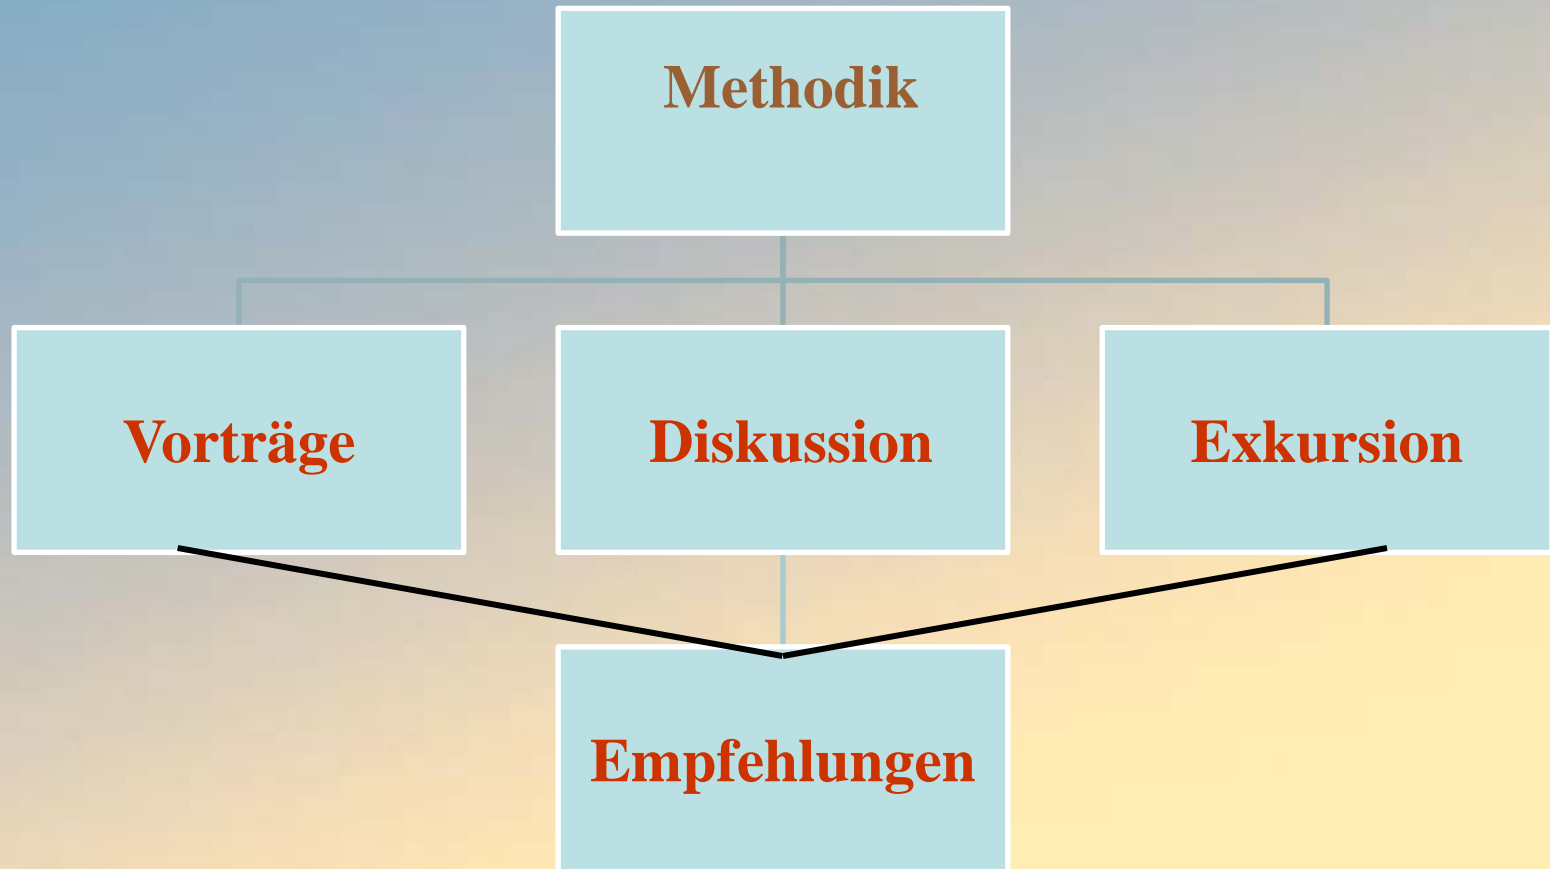 Methodik
Vorträge
Diskussion
Exkursion
Empfehlungen